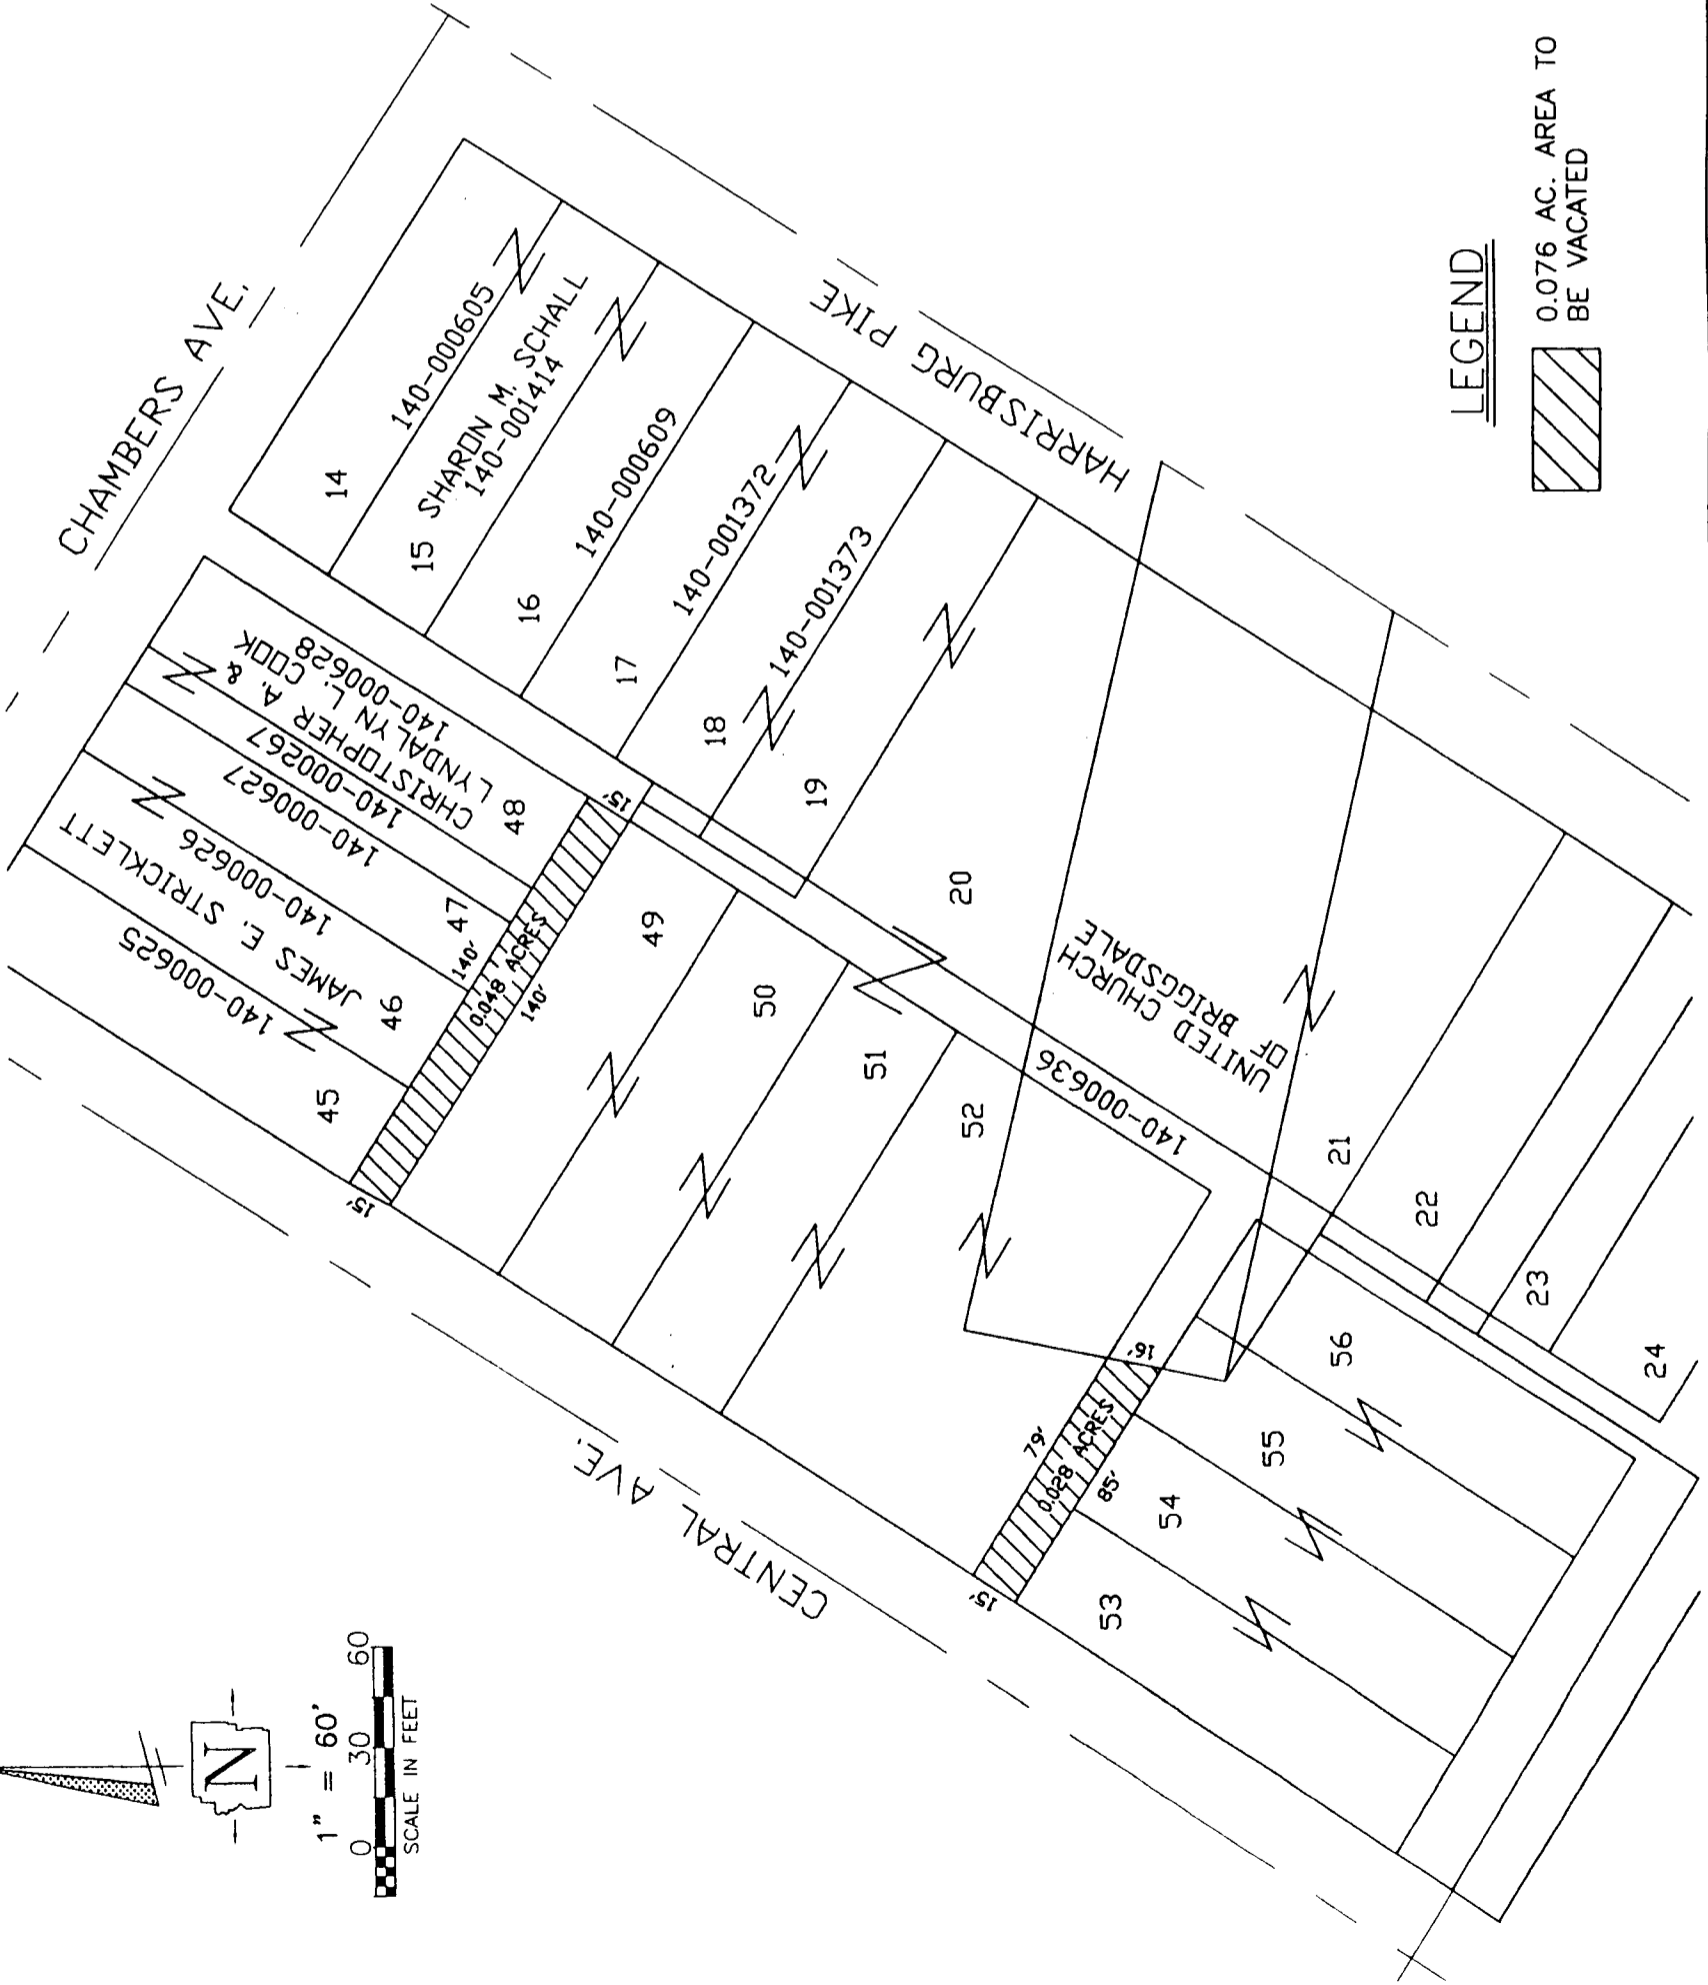 CHAMBERS AVE.
14
140-000605
15 SHARON M. SCHALL
140-001414
16
140-000609
17
140-001372
18
140-001373
19
20
HARRISBURG PIKE
CHRISTOPHER A. &
LYNDALYN L. COOK
140-000628
48
140-000267
140-000627
47
140-000626
JAMES E. STRICKLETT
46
140-000625
45
15'
140'
0.048 ACRES
140'
15'
49
50
51
52
140-000636
UNITED CHURCH
OF BRIGGSDALE
21
22
23
24
CENTRAL AVE.
79'
16'
0.028 ACRES
85'
15'
53
54
55
56
N
1" = 60'
0 30 60
SCALE IN FEET
LEGEND
0.076 AC. AREA TO
BE VACATED